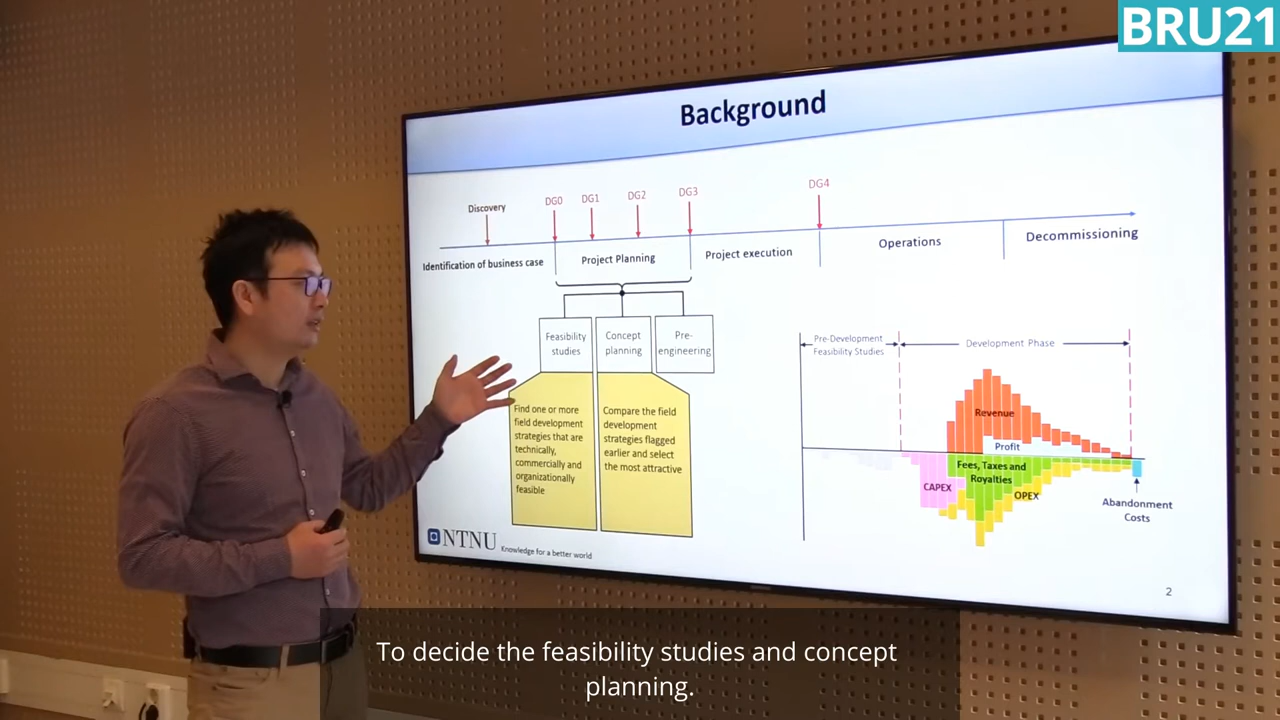 BRU21
Background
Discovery
DG0
DG1
DG2
DG3
DG4
Identification of business case
Project Planning
Project execution
Operations
Decommissioning
Feasibility
studies
Concept
planning
Pre-
engineering
Find one or more
field development
strategies that are
technically,
commercially and
organizationally
feasible
Compare the field
development
strategies flagged
earlier and select
the most attractive
Pre-Development
Feasibility Studies
Development Phase
Revenue
Profit
Fees, Taxes and
Royalties
CAPEX
OPEX
Abandonment
Costs
NTNU
Knowledge for a better world
2
To decide the feasibility studies and concept
planning.